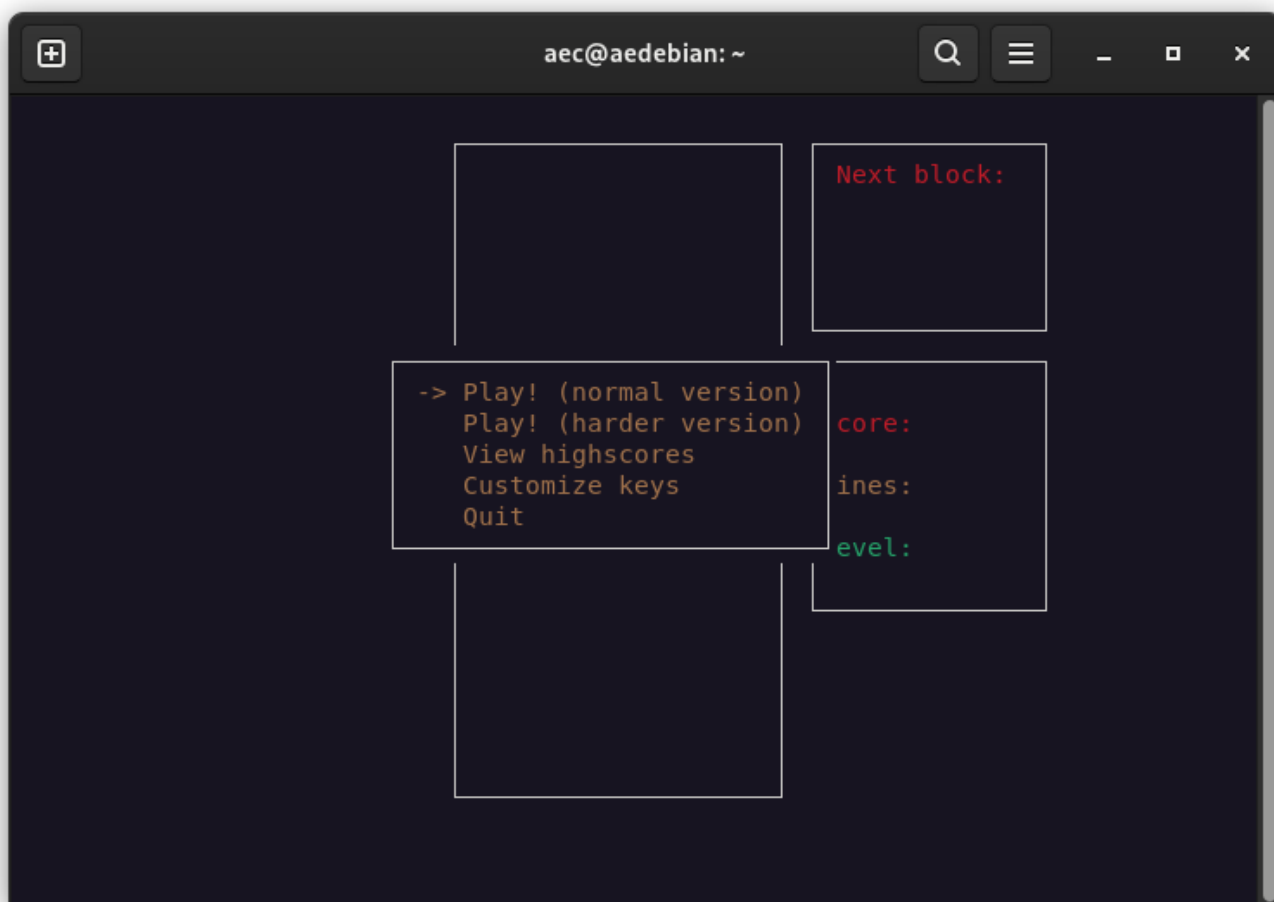 aec@aedebian: ~
Next block:
-> Play! (normal version)
Play! (harder version)
core:
View highscores
Customize keys
ines:
Quit
evel: